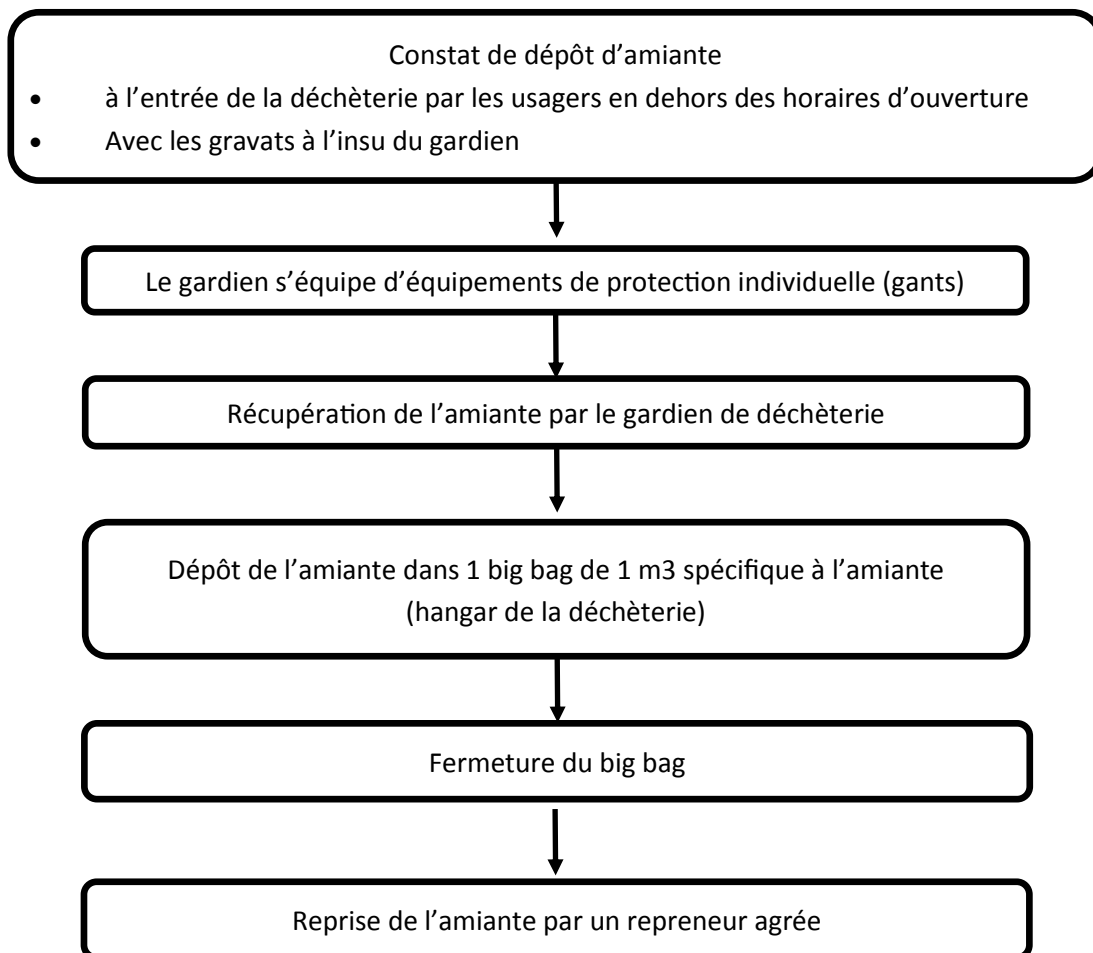 Constat de dépôt d’amiante
• à l’entrée de la déchèterie par les usagers en dehors des horaires d’ouverture
• Avec les gravats à l’insu du gardien
Le gardien s’équipe d’équipements de protection individuelle (gants)
Récupération de l’amiante par le gardien de déchèterie
Dépôt de l’amiante dans 1 big bag de 1 m3 spécifique à l’amiante
(hangar de la déchèterie)
Fermeture du big bag
Reprise de l’amiante par un repreneur agrée